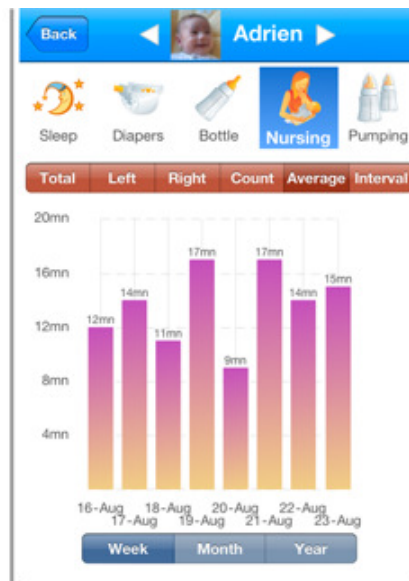 Back Adrien
Sleep Diapers Bottle Nursing Pumping
Total Left Right Count Average Interval
20mn
17mn 17mn
16mn
15mn
14mn 14mn
12mn 12mn
11mn
9mn
8mn
4mn
16-Aug 18-Aug 20-Aug 22-Aug
17-Aug 19-Aug 21-Aug 23-Aug
Week Month Year